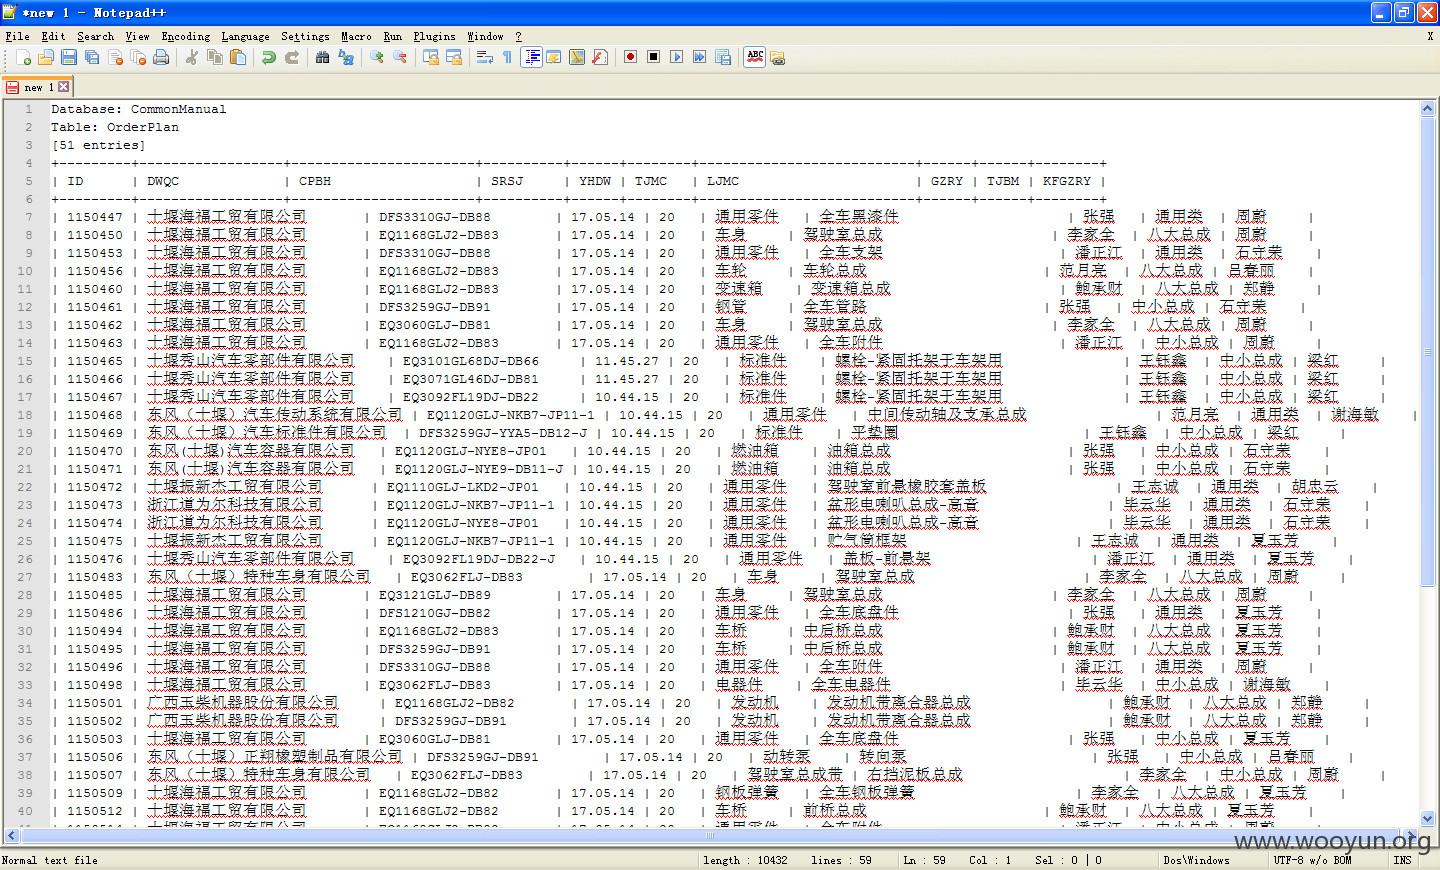 *new 1 - Notepad++
File Edit Search View Encoding Language Settings Macro Run Plugins Window ? X
new 1
1 Database: CommonManual
2 Table: OrderPlan
3 [51 entries]
4 +---------+------------------+-----------------------+----------+------+--------+---------------------------+------+------+--------+
5 | ID | DWQC | CPBH | SRSJ | YHDW | TJMC | LJMC | GZRY | TJBM | KFGZRY |
6 +---------+------------------+-----------------------+----------+------+--------+---------------------------+------+------+--------+
7 | 1150447 | 十堰海福工贸有限公司 | DFS3310GJ-DB88 | 17.05.14 | 20 | 通用零件 | 全车黑漆件 | 张强 | 通用类 | 周蔚 |
8 | 1150450 | 十堰海福工贸有限公司 | EQ1168GLJ2-DB83 | 17.05.14 | 20 | 车身 | 驾驶室总成 | 李家全 | 八大总成 | 周蔚 |
9 | 1150453 | 十堰海福工贸有限公司 | DFS3310GJ-DB88 | 17.05.14 | 20 | 通用零件 | 全车支架 | 潘正江 | 通用类 | 石守荣 |
10 | 1150456 | 十堰海福工贸有限公司 | EQ1168GLJ2-DB83 | 17.05.14 | 20 | 车轮 | 车轮总成 | 范月亮 | 八大总成 | 吕春丽 |
11 | 1150460 | 十堰海福工贸有限公司 | EQ1168GLJ2-DB83 | 17.05.14 | 20 | 变速箱 | 变速箱总成 | 鲍承财 | 八大总成 | 郑静 |
12 | 1150461 | 十堰海福工贸有限公司 | DFS3259GJ-DB91 | 17.05.14 | 20 | 钢管 | 全车管路 | 张强 | 中小总成 | 石守荣 |
13 | 1150462 | 十堰海福工贸有限公司 | EQ3060GLJ-DB81 | 17.05.14 | 20 | 车身 | 驾驶室总成 | 李家全 | 八大总成 | 周蔚 |
14 | 1150463 | 十堰海福工贸有限公司 | EQ1168GLJ2-DB83 | 17.05.14 | 20 | 通用零件 | 全车附件 | 潘正江 | 中小总成 | 周蔚 |
15 | 1150465 | 十堰秀山汽车零部件有限公司 | EQ3101GL68DJ-DB66 | 11.45.27 | 20 | 标准件 | 螺栓-紧固托架于车架用 | 王钰鑫 | 中小总成 | 梁红 |
16 | 1150466 | 十堰秀山汽车零部件有限公司 | EQ3071GL46DJ-DB81 | 11.45.27 | 20 | 标准件 | 螺栓-紧固托架于车架用 | 王钰鑫 | 中小总成 | 梁红 |
17 | 1150467 | 十堰秀山汽车零部件有限公司 | EQ3092FL19DJ-DB22 | 10.44.15 | 20 | 标准件 | 螺栓-紧固托架于车架用 | 王钰鑫 | 中小总成 | 梁红 |
18 | 1150468 | 东风（十堰）汽车传动系统有限公司 | EQ1120GLJ-NKB7-JP11-1 | 10.44.15 | 20 | 通用零件 | 中间传动轴及支承总成 | 范月亮 | 通用类 | 谢海敏 |
19 | 1150469 | 东风（十堰）汽车标准件有限公司 | DFS3259GJ-YYA5-DB12-J | 10.44.15 | 20 | 标准件 | 平垫圈 | 王钰鑫 | 中小总成 | 梁红 |
20 | 1150470 | 东风(十堰)汽车容器有限公司 | EQ1120GLJ-NYE8-JP01 | 10.44.15 | 20 | 燃油箱 | 油箱总成 | 张强 | 中小总成 | 石守荣 |
21 | 1150471 | 东风(十堰)汽车容器有限公司 | EQ1120GLJ-NYE9-DB11-J | 10.44.15 | 20 | 燃油箱 | 油箱总成 | 张强 | 中小总成 | 石守荣 |
22 | 1150472 | 十堰振新杰工贸有限公司 | EQ1110GLJ-LKD2-JP01 | 10.44.15 | 20 | 通用零件 | 驾驶室前悬橡胶套盖板 | 王志诚 | 通用类 | 胡忠云 |
23 | 1150473 | 浙江道为尔科技有限公司 | EQ1120GLJ-NKB7-JP11-1 | 10.44.15 | 20 | 通用零件 | 盆形电喇叭总成-高音 | 毕云华 | 通用类 | 石守荣 |
24 | 1150474 | 浙江道为尔科技有限公司 | EQ1120GLJ-NYE8-JP01 | 10.44.15 | 20 | 通用零件 | 盆形电喇叭总成-高音 | 毕云华 | 通用类 | 石守荣 |
25 | 1150475 | 十堰振新杰工贸有限公司 | EQ1120GLJ-NKB7-JP11-1 | 10.44.15 | 20 | 通用零件 | 贮气筒框架 | 王志诚 | 通用类 | 夏玉芳 |
26 | 1150476 | 十堰秀山汽车零部件有限公司 | EQ3092FL19DJ-DB22-J | 10.44.15 | 20 | 通用零件 | 盖板-前悬架 | 潘正江 | 通用类 | 夏玉芳 |
27 | 1150483 | 东风（十堰）特种车身有限公司 | EQ3062FLJ-DB83 | 17.05.14 | 20 | 车身 | 驾驶室总成 | 李家全 | 八大总成 | 周蔚 |
28 | 1150485 | 十堰海福工贸有限公司 | EQ3121GLJ-DB89 | 17.05.14 | 20 | 车身 | 驾驶室总成 | 李家全 | 八大总成 | 周蔚 |
29 | 1150486 | 十堰海福工贸有限公司 | DFS1210GJ-DB82 | 17.05.14 | 20 | 通用零件 | 全车底盘件 | 张强 | 通用类 | 夏玉芳 |
30 | 1150494 | 十堰海福工贸有限公司 | EQ1168GLJ2-DB83 | 17.05.14 | 20 | 车桥 | 中后桥总成 | 鲍承财 | 八大总成 | 夏玉芳 |
31 | 1150495 | 十堰海福工贸有限公司 | DFS3259GJ-DB91 | 17.05.14 | 20 | 车桥 | 中后桥总成 | 鲍承财 | 八大总成 | 夏玉芳 |
32 | 1150496 | 十堰海福工贸有限公司 | DFS3310GJ-DB88 | 17.05.14 | 20 | 通用零件 | 全车附件 | 潘正江 | 通用类 | 周蔚 |
33 | 1150498 | 十堰海福工贸有限公司 | EQ3062FLJ-DB83 | 17.05.14 | 20 | 电器件 | 全车电器件 | 毕云华 | 中小总成 | 谢海敏 |
34 | 1150501 | 广西玉柴机器股份有限公司 | EQ1168GLJ2-DB82 | 17.05.14 | 20 | 发动机 | 发动机带离合器总成 | 鲍承财 | 八大总成 | 郑静 |
35 | 1150502 | 广西玉柴机器股份有限公司 | DFS3259GJ-DB91 | 17.05.14 | 20 | 发动机 | 发动机带离合器总成 | 鲍承财 | 八大总成 | 郑静 |
36 | 1150503 | 十堰海福工贸有限公司 | EQ3060GLJ-DB81 | 17.05.14 | 20 | 通用零件 | 全车底盘件 | 张强 | 中小总成 | 夏玉芳 |
37 | 1150506 | 东风（十堰）正翔橡塑制品有限公司 | DFS3259GJ-DB91 | 17.05.14 | 20 | 动转泵 | 转向泵 | 张强 | 中小总成 | 吕春丽 |
38 | 1150507 | 东风（十堰）特种车身有限公司 | EQ3062FLJ-DB83 | 17.05.14 | 20 | 驾驶室总成带 | 右挡泥板总成 | 李家全 | 中小总成 | 周蔚 |
39 | 1150509 | 十堰海福工贸有限公司 | EQ1168GLJ2-DB82 | 17.05.14 | 20 | 钢板弹簧 | 全车钢板弹簧 | 李家全 | 八大总成 | 夏玉芳 |
40 | 1150512 | 十堰海福工贸有限公司 | EQ1168GLJ2-DB82 | 17.05.14 | 20 | 车桥 | 前桥总成 | 鲍承财 | 八大总成 | 夏玉芳 |
www.wooyun.org
Normal text file length : 10432 lines : 59 Ln : 59 Col : 1 Sel : 0 | 0 Dos\Windows UTF-8 w/o BOM INS